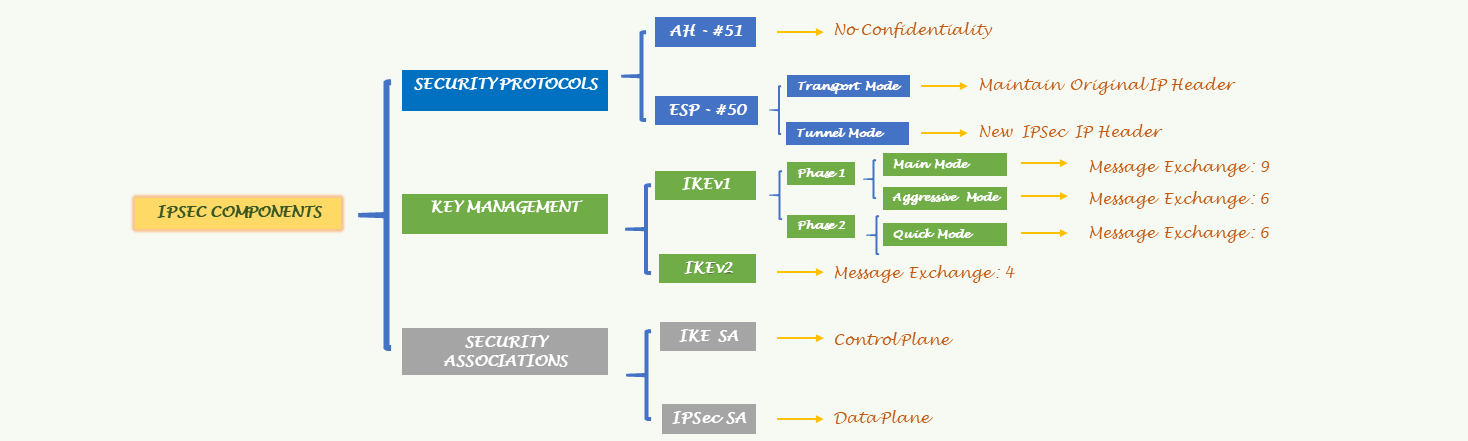 AH - #51
No Confidentiality
SECURITY PROTOCOLS
Transport Mode
Maintain Original IP Header
ESP - #50
Tunnel Mode
New IPSec IP Header
Main Mode
Message Exchange: 9
Phase 1
IKEv1
Aggressive Mode
Message Exchange: 6
IPSEC COMPONENTS
KEY MANAGEMENT
Phase 2
Quick Mode
Message Exchange: 6
IKEv2
Message Exchange: 4
SECURITY
ASSOCIATIONS
IKE SA
Control Plane
IPSec SA
Data Plane